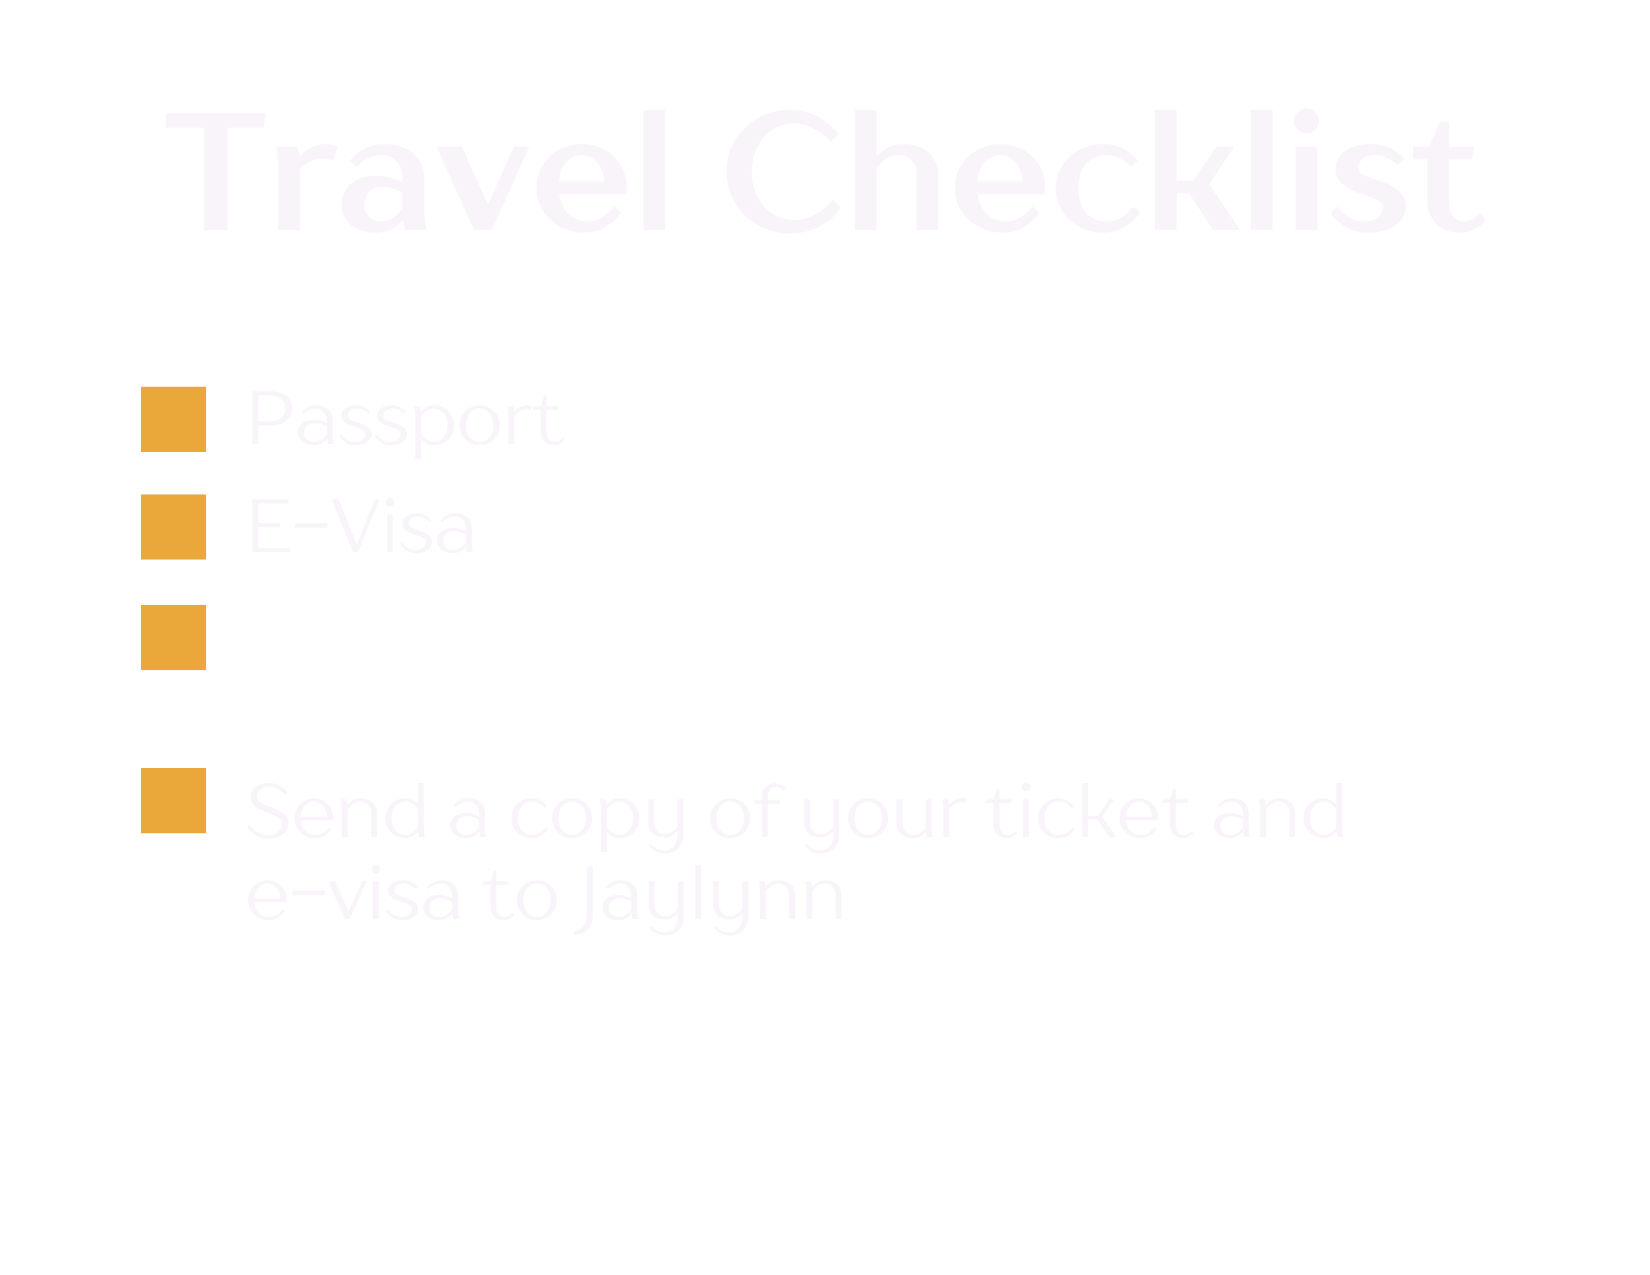 Travel Checklist
Passport
E-Visa
Send a copy of your ticket and
e-visa to Jaylynn